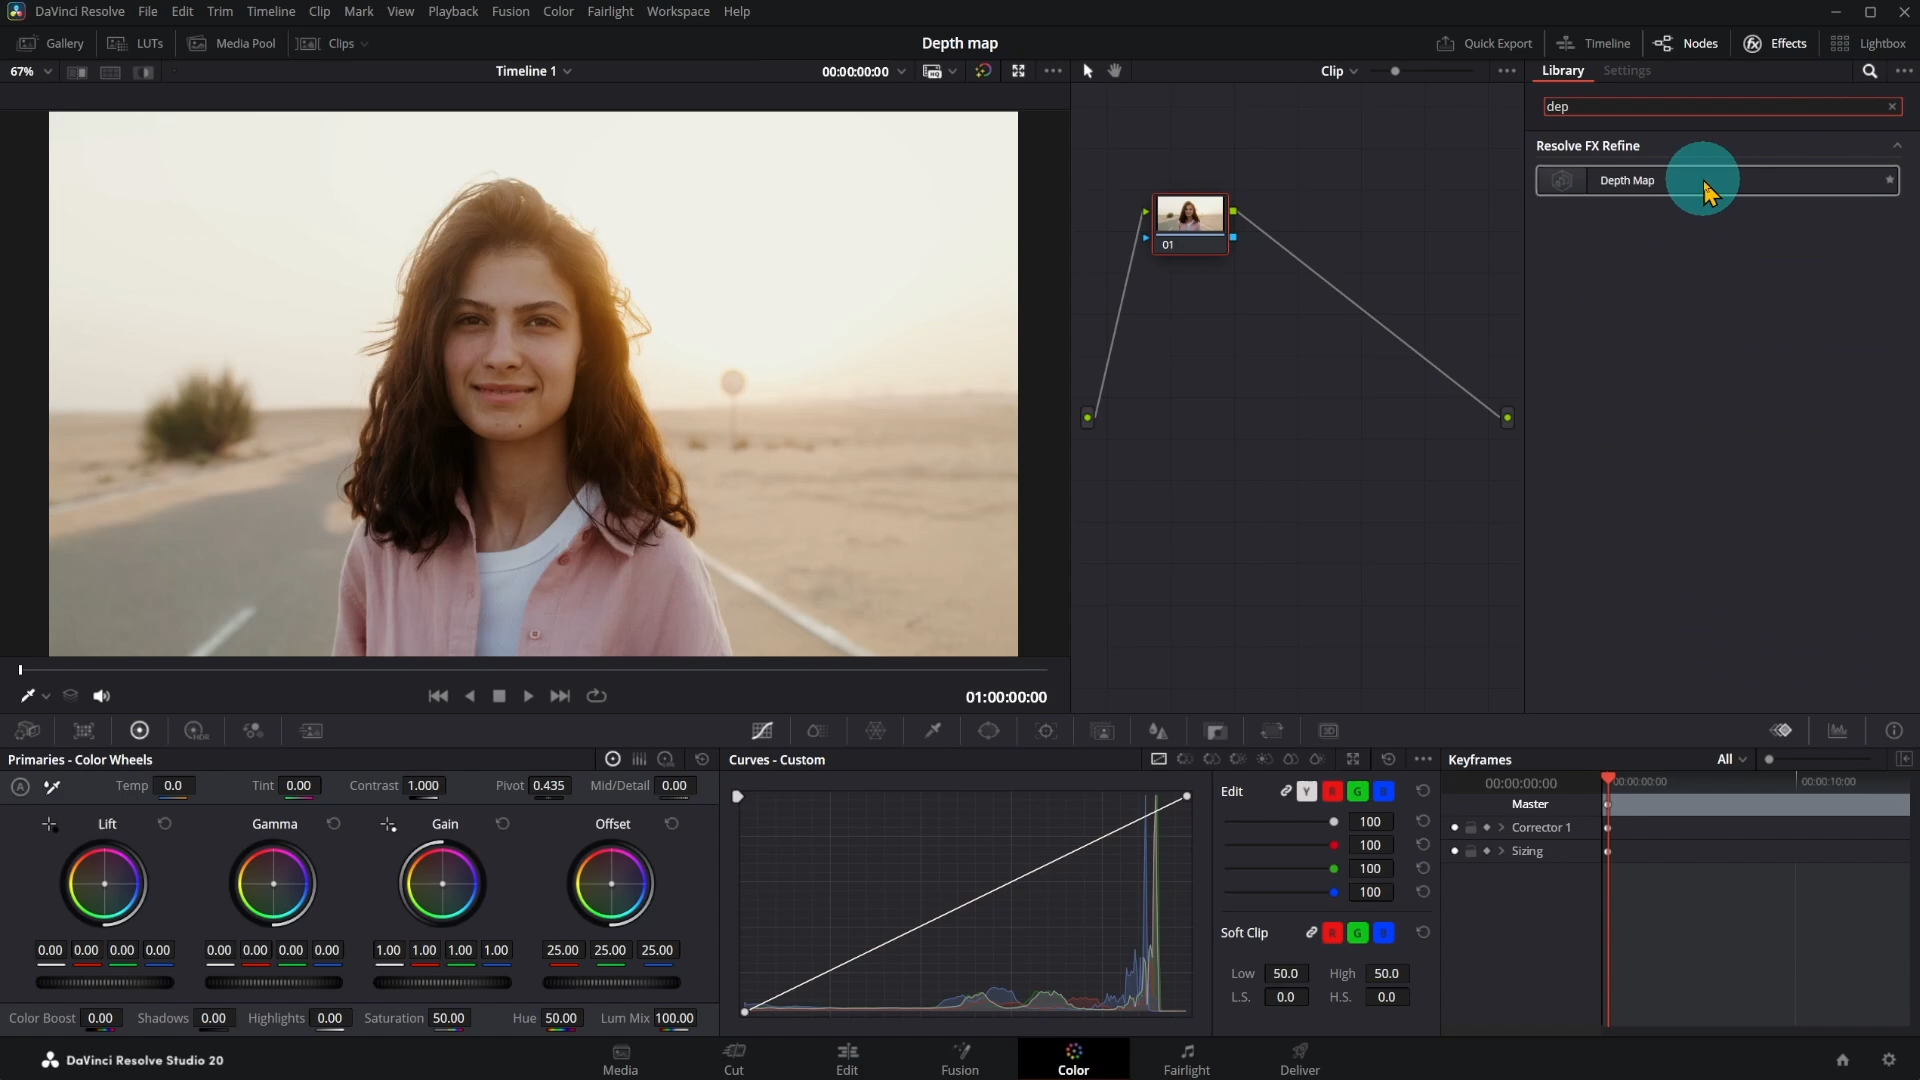 DaVinci Resolve File Edit Trim Timeline Clip Mark View Playback Fusion Color Fairlight Workspace Help
Gallery LUTs Media Pool Clips Depth map Quick Export Timeline Nodes fx Effects Lightbox
67% Timeline 1 00:00:00:00 HQ Clip Library Settings
dep
Resolve FX Refine
Depth Map
01
01:00:00:00
HDR 3D
Primaries - Color Wheels Curves - Custom Keyframes All
A Temp 0.0 Tint 0.00 Contrast 1.000 Pivot 0.435 Mid/Detail 0.00 Edit Y R G B 00:00:00:00 00:00:00:00 00:00:10:00
Master
Lift Gamma Gain Offset 100 Corrector 1
100 Sizing
100
100
Soft Clip R G B
0.00 0.00 0.00 0.00 0.00 0.00 0.00 0.00 1.00 1.00 1.00 1.00 25.00 25.00 25.00
Low 50.0 High 50.0
L.S. 0.0 H.S. 0.0
Color Boost 0.00 Shadows 0.00 Highlights 0.00 Saturation 50.00 Hue 50.00 Lum Mix 100.00
DaVinci Resolve Studio 20 Media Cut Edit Fusion Color Fairlight Deliver